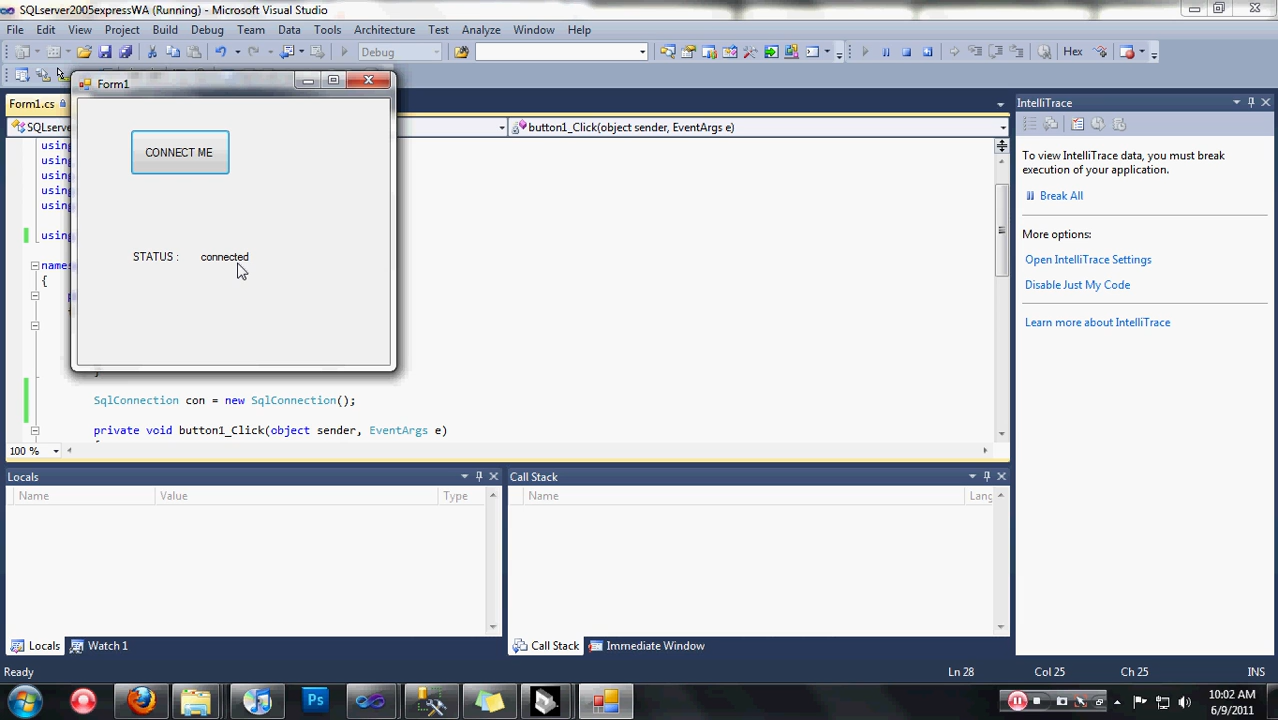 SQLserver2005expressWA (Running) - Microsoft Visual Studio
File Edit View Project Build Debug Team Data Tools Architecture Test Analyze Window Help
Debug
Hex
Form1
Form1.cs
IntelliTrace
SQLserver
button1_Click(object sender, EventArgs e)
CONNECT ME
using
using
using
using
using
using
To view IntelliTrace data, you must break
execution of your application.
Break All
More options:
STATUS : connected
Open IntelliTrace Settings
names
{
Disable Just My Code
Learn more about IntelliTrace
}
SqlConnection con = new SqlConnection();
private void button1_Click(object sender, EventArgs e)
100 %
Locals
Call Stack
Name Value Type
Name Lang
Locals Watch 1
Call Stack Immediate Window
Ready Ln 28 Col 25 Ch 25 INS
Ps
10:02 AM
6/9/2011